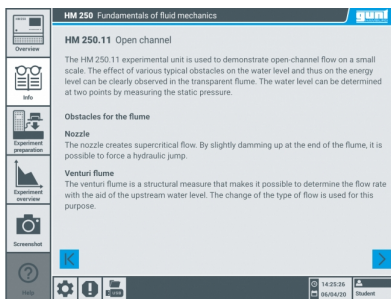 HM 250 Fundamentals of fluid mechanics
gunt
Overview
Info
Experiment
preparation
Experiment
overview
Screenshot
Help
HM 250.11 Open channel
The HM 250.11 experimental unit is used to demonstrate open-channel flow on a small
scale. The effect of various typical obstacles on the water level and thus on the energy
level can be clearly observed in the transparent flume. The water level can be determined
at two points by measuring the static pressure.
Obstacles for the flume
Nozzle
The nozzle creates supercritical flow. By slightly damming up at the end of the flume, it is
possible to force a hydraulic jump.
Venturi flume
The venturi flume is a structural measure that makes it possible to determine the flow rate
with the aid of the upstream water level. The change of the type of flow is used for this
purpose.
14:25:26
06/04/20
Student